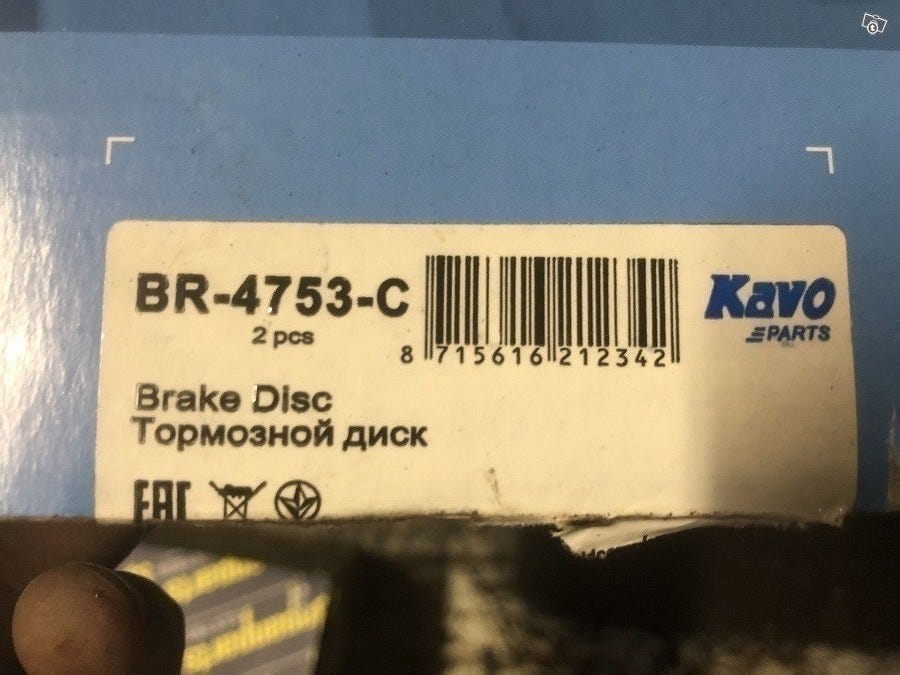 BR-4753-C
2 pcs
8 715616 212342
Kavo
PARTS
Brake Disc
Тормозной диск
EAC